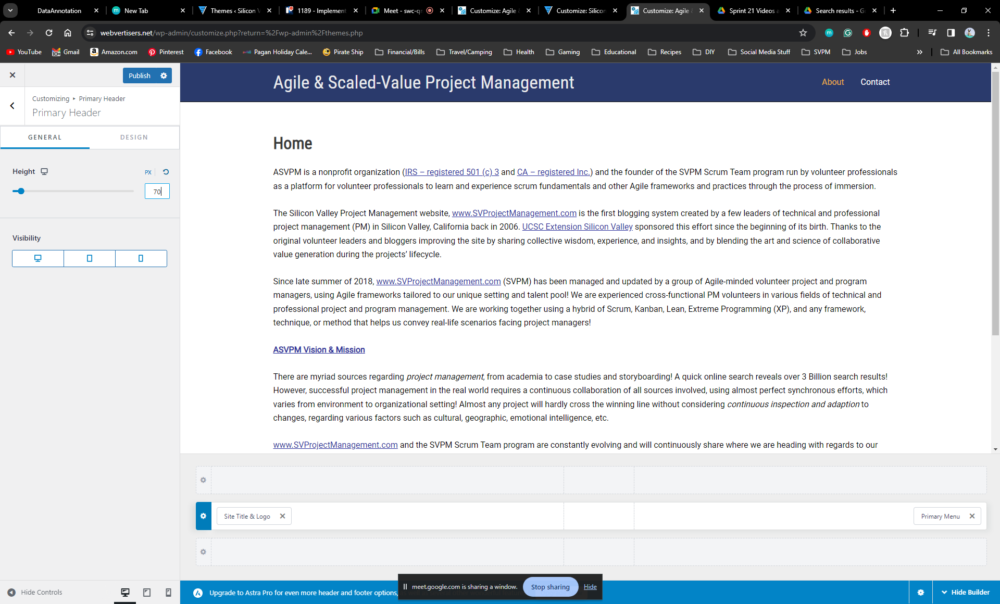 DataAnnotation
New Tab
Themes ‹ Silicon V
1189 - Implement
Meet - swc-qr
Customize: Agile &
Customize: Silicon
Customize: Agile &
Sprint 21 Videos a
Search results - Go
webvertisers.net/wp-admin/customize.php?return=%2Fwp-admin%2Fthemes.php
YouTube
Gmail
Amazon.com
Pinterest
Facebook
Pagan Holiday Cale...
Pirate Ship
Financial/Bills
Travel/Camping
Health
Gaming
Educational
Recipes
DIY
Social Media Stuff
SVPM
Jobs
All Bookmarks
Publish
Customizing ▸ Primary Header
Primary Header
GENERAL
DESIGN
Height
PX
70
Visibility
Agile & Scaled-Value Project Management
About
Contact
Home
ASVPM is a nonprofit organization (IRS – registered 501 (c) 3 and CA – registered Inc.) and the founder of the SVPM Scrum Team program run by volunteer professionals
as a platform for volunteer professionals to learn and experience scrum fundamentals and other Agile frameworks and practices through the process of immersion.
The Silicon Valley Project Management website, www.SVProjectManagement.com is the first blogging system created by a few leaders of technical and professional
project management (PM) in Silicon Valley, California back in 2006. UCSC Extension Silicon Valley sponsored this effort since the beginning of its birth. Thanks to the
original volunteer leaders and bloggers improving the site by sharing collective wisdom, experience, and insights, and by blending the art and science of collaborative
value generation during the projects’ lifecycle.
Since late summer of 2018, www.SVProjectManagement.com (SVPM) has been managed and updated by a group of Agile-minded volunteer project and program
managers, using Agile frameworks tailored to our unique setting and talent pool! We are experienced cross-functional PM volunteers in various fields of technical and
professional project and program management. We are working together using a hybrid of Scrum, Kanban, Lean, Extreme Programming (XP), and any framework,
technique, or method that helps us convey real-life scenarios facing project managers!
ASVPM Vision & Mission
There are myriad sources regarding project management, from academia to case studies and storyboarding! A quick online search reveals over 3 Billion search results!
However, successful project management in the real world requires a continuous collaboration of all sources involved, using almost perfect synchronous efforts, which
varies from environment to organizational setting! Almost any project will hardly cross the winning line without considering continuous inspection and adaption to
changes, regarding various factors such as cultural, geographic, emotional intelligence, etc.
www.SVProjectManagement.com and the SVPM Scrum Team program are constantly evolving and will continuously share where we are heading with regards to our
Site Title & Logo
Primary Menu
Hide Controls
Upgrade to Astra Pro for even more header and footer options,
meet.google.com is sharing a window.
Stop sharing
Hide
Hide Builder